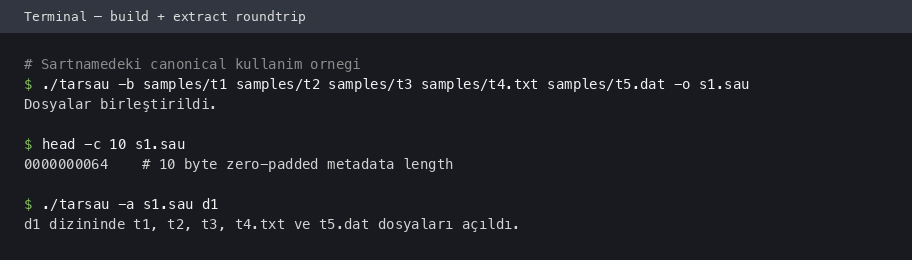 Terminal — build + extract roundtrip
# Sartnamedeki canonical kullanim ornegi
$ ./tarsau -b samples/t1 samples/t2 samples/t3 samples/t4.txt samples/t5.dat -o s1.sau
Dosyalar birleştirildi.
$ head -c 10 s1.sau
0000000064    # 10 byte zero-padded metadata length
$ ./tarsau -a s1.sau d1
d1 dizininde t1, t2, t3, t4.txt ve t5.dat dosyaları açıldı.